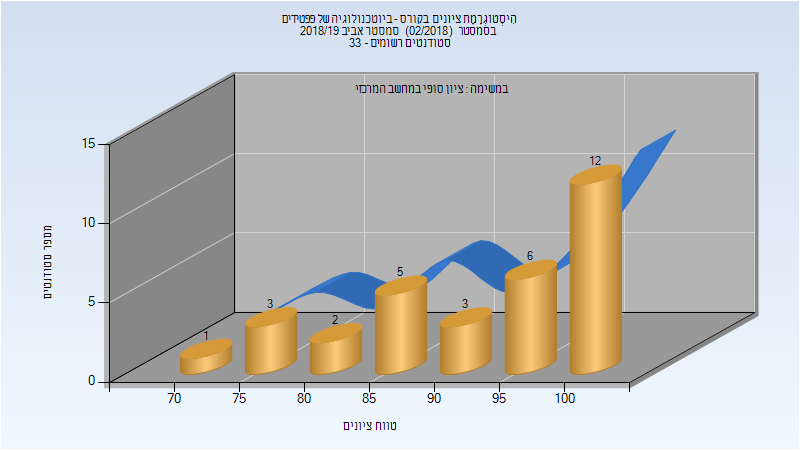 היסטוגרמת ציונים בקורס - ביוטכנולוגיה של פפטידים
בסמסטר (02/2018) סמסטר אביב 2018/19
סטודנטים רשומים - 33
במשימה : ציון סופי במחשב המרכזי
מספר סטודנטים
15
10
5
0
1
3
2
5
3
6
12
70 75 80 85 90 95 100
טווח ציונים